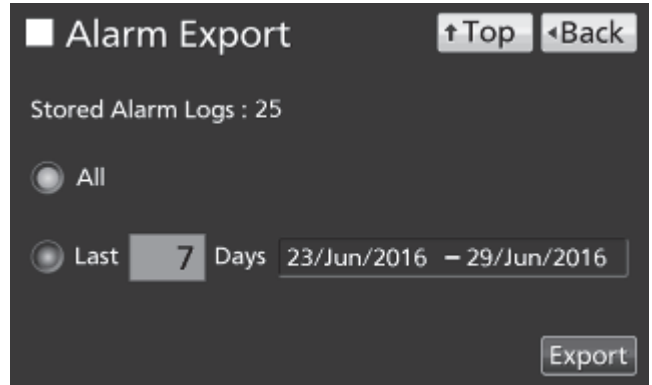 Alarm Export ↑Top ◂Back
Stored Alarm Logs : 25
All
Last 7 Days 23/Jun/2016 – 29/Jun/2016
Export